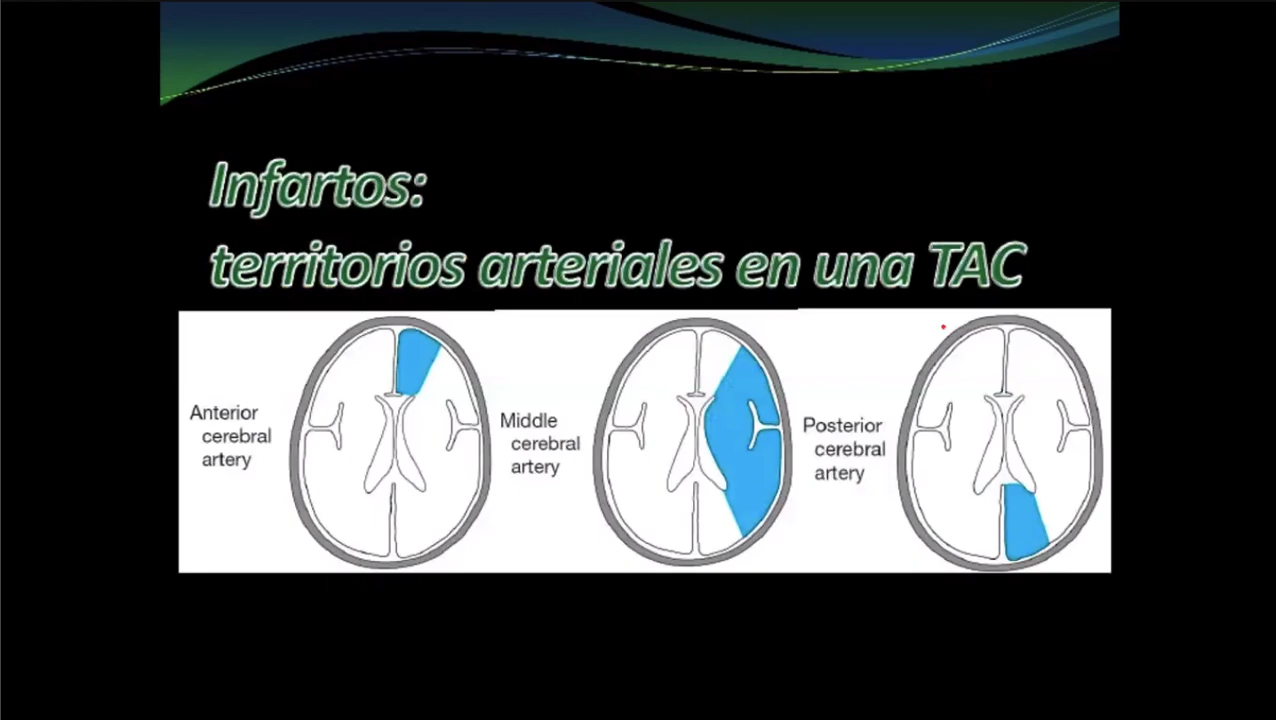 Infartos:
territorios arteriales en una TAC
Anterior
cerebral
artery
Middle
cerebral
artery
Posterior
cerebral
artery